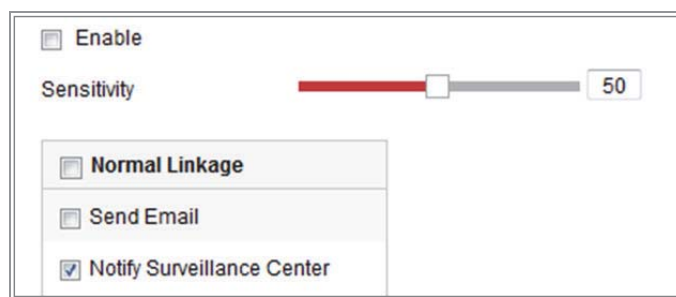 Enable
Sensitivity 50
Normal Linkage
Send Email
Notify Surveillance Center